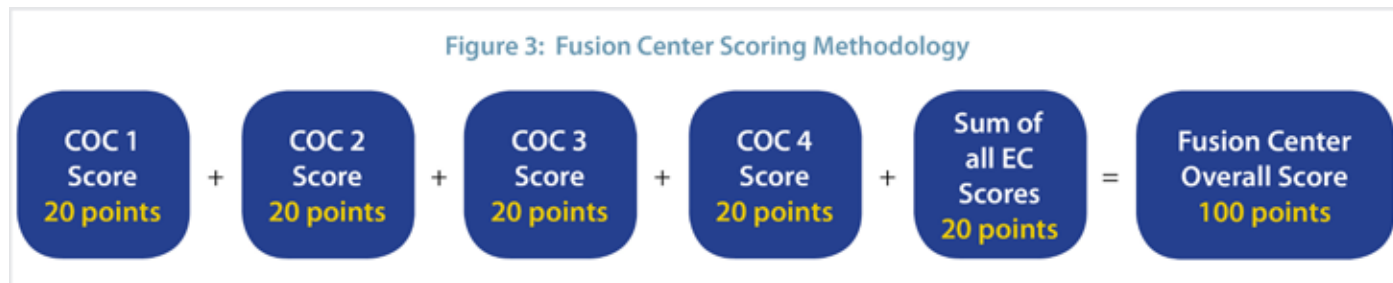 Figure 3: Fusion Center Scoring Methodology
COC 1
Score
20 points
+
COC 2
Score
20 points
+
COC 3
Score
20 points
+
COC 4
Score
20 points
+
Sum of
all EC
Scores
20 points
=
Fusion Center
Overall Score
100 points